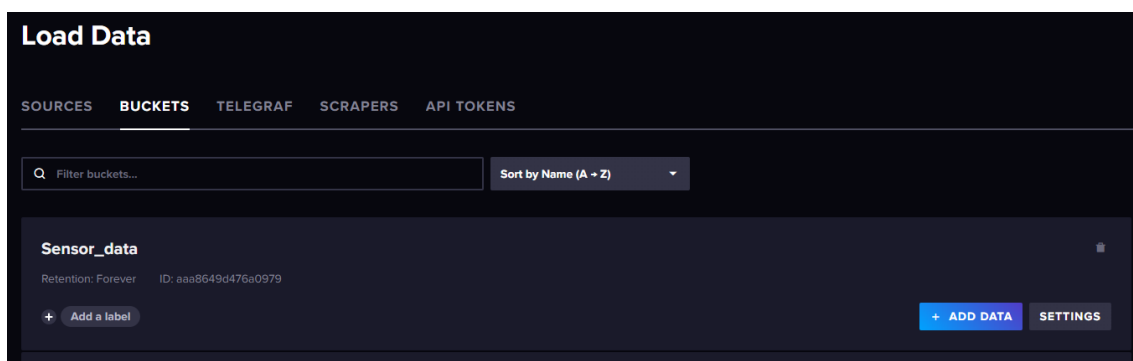 Load Data
SOURCES BUCKETS TELEGRAF SCRAPERS API TOKENS
Filter buckets... Sort by Name (A → Z)
Sensor_data
Retention: Forever ID: aaa8649d476a0979
+ Add a label + ADD DATA SETTINGS